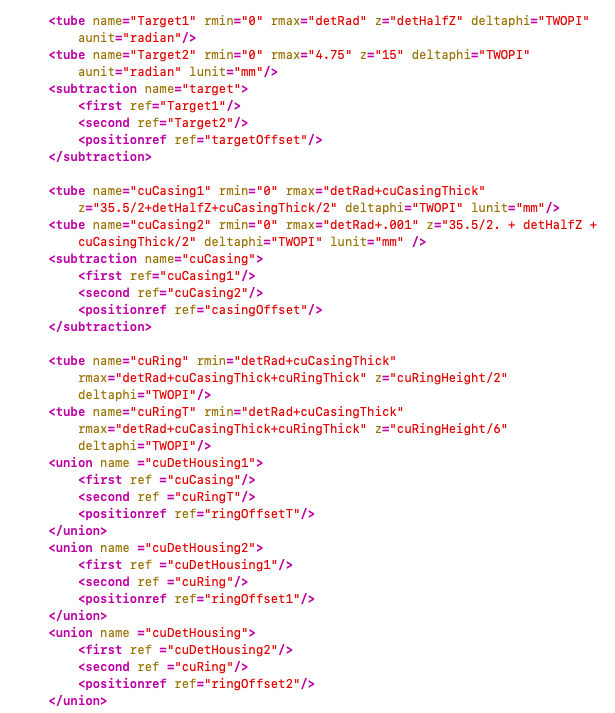 <tube name="Target1" rmin="0" rmax="detRad" z="detHalfZ" deltaphi="TWOPI"
aunit="radian"/>
<tube name="Target2" rmin="0" rmax="4.75" z="15" deltaphi="TWOPI"
aunit="radian" lunit="mm"/>
<subtraction name="target">
<first ref="Target1"/>
<second ref="Target2"/>
<positionref ref="targetOffset"/>
</subtraction>
<tube name="cuCasing1" rmin="0" rmax="detRad+cuCasingThick"
z="35.5/2+detHalfZ+cuCasingThick/2" deltaphi="TWOPI" lunit="mm"/>
<tube name="cuCasing2" rmin="0" rmax="detRad+.001" z="35.5/2. + detHalfZ +
cuCasingThick/2" deltaphi="TWOPI" lunit="mm" />
<subtraction name="cuCasing">
<first ref="cuCasing1"/>
<second ref="cuCasing2"/>
<positionref ref="casingOffset"/>
</subtraction>
<tube name="cuRing" rmin="detRad+cuCasingThick"
rmax="detRad+cuCasingThick+cuRingThick" z="cuRingHeight/2"
deltaphi="TWOPI"/>
<tube name="cuRingT" rmin="detRad+cuCasingThick"
rmax="detRad+cuCasingThick+cuRingThick" z="cuRingHeight/6"
deltaphi="TWOPI"/>
<union name ="cuDetHousing1">
<first ref ="cuCasing"/>
<second ref ="cuRingT"/>
<positionref ref="ringOffsetT"/>
</union>
<union name ="cuDetHousing2">
<first ref ="cuDetHousing1"/>
<second ref ="cuRing"/>
<positionref ref="ringOffset1"/>
</union>
<union name ="cuDetHousing">
<first ref ="cuDetHousing2"/>
<second ref ="cuRing"/>
<positionref ref="ringOffset2"/>
</union>